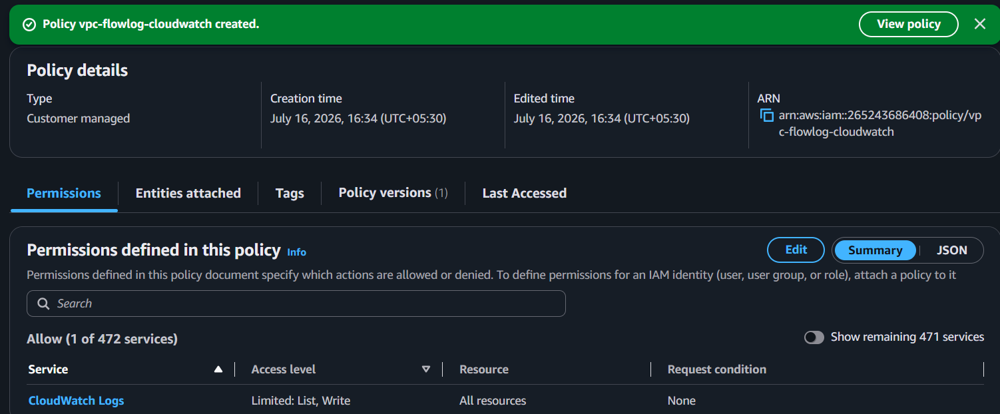 Policy vpc-flowlog-cloudwatch created.
View policy
Policy details
Type
Customer managed
Creation time
July 16, 2026, 16:34 (UTC+05:30)
Edited time
July 16, 2026, 16:34 (UTC+05:30)
ARN
arn:aws:iam::265243686408:policy/vp
c-flowlog-cloudwatch
Permissions
Entities attached
Tags
Policy versions (1)
Last Accessed
Permissions defined in this policy Info
Edit
Summary
JSON
Permissions defined in this policy document specify which actions are allowed or denied. To define permissions for an IAM identity (user, user group, or role), attach a policy to it
Search
Allow (1 of 472 services)
Show remaining 471 services
Service
Access level
Resource
Request condition
CloudWatch Logs
Limited: List, Write
All resources
None